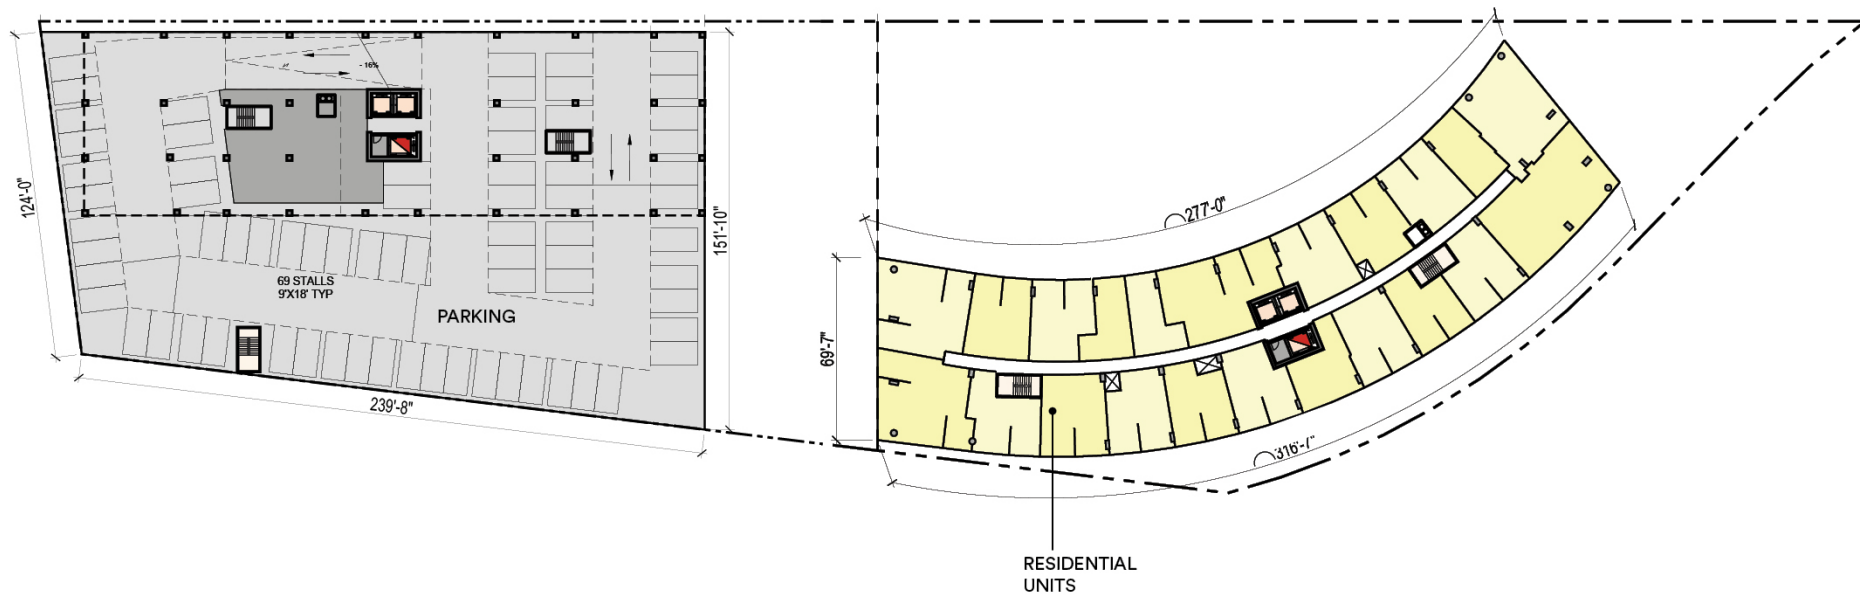 - 16%
124'-0"
151'-10"
69 STALLS
9'X18' TYP
PARKING
239'-8"
277'-0"
69'-7"
316'-7"
RESIDENTIAL
UNITS